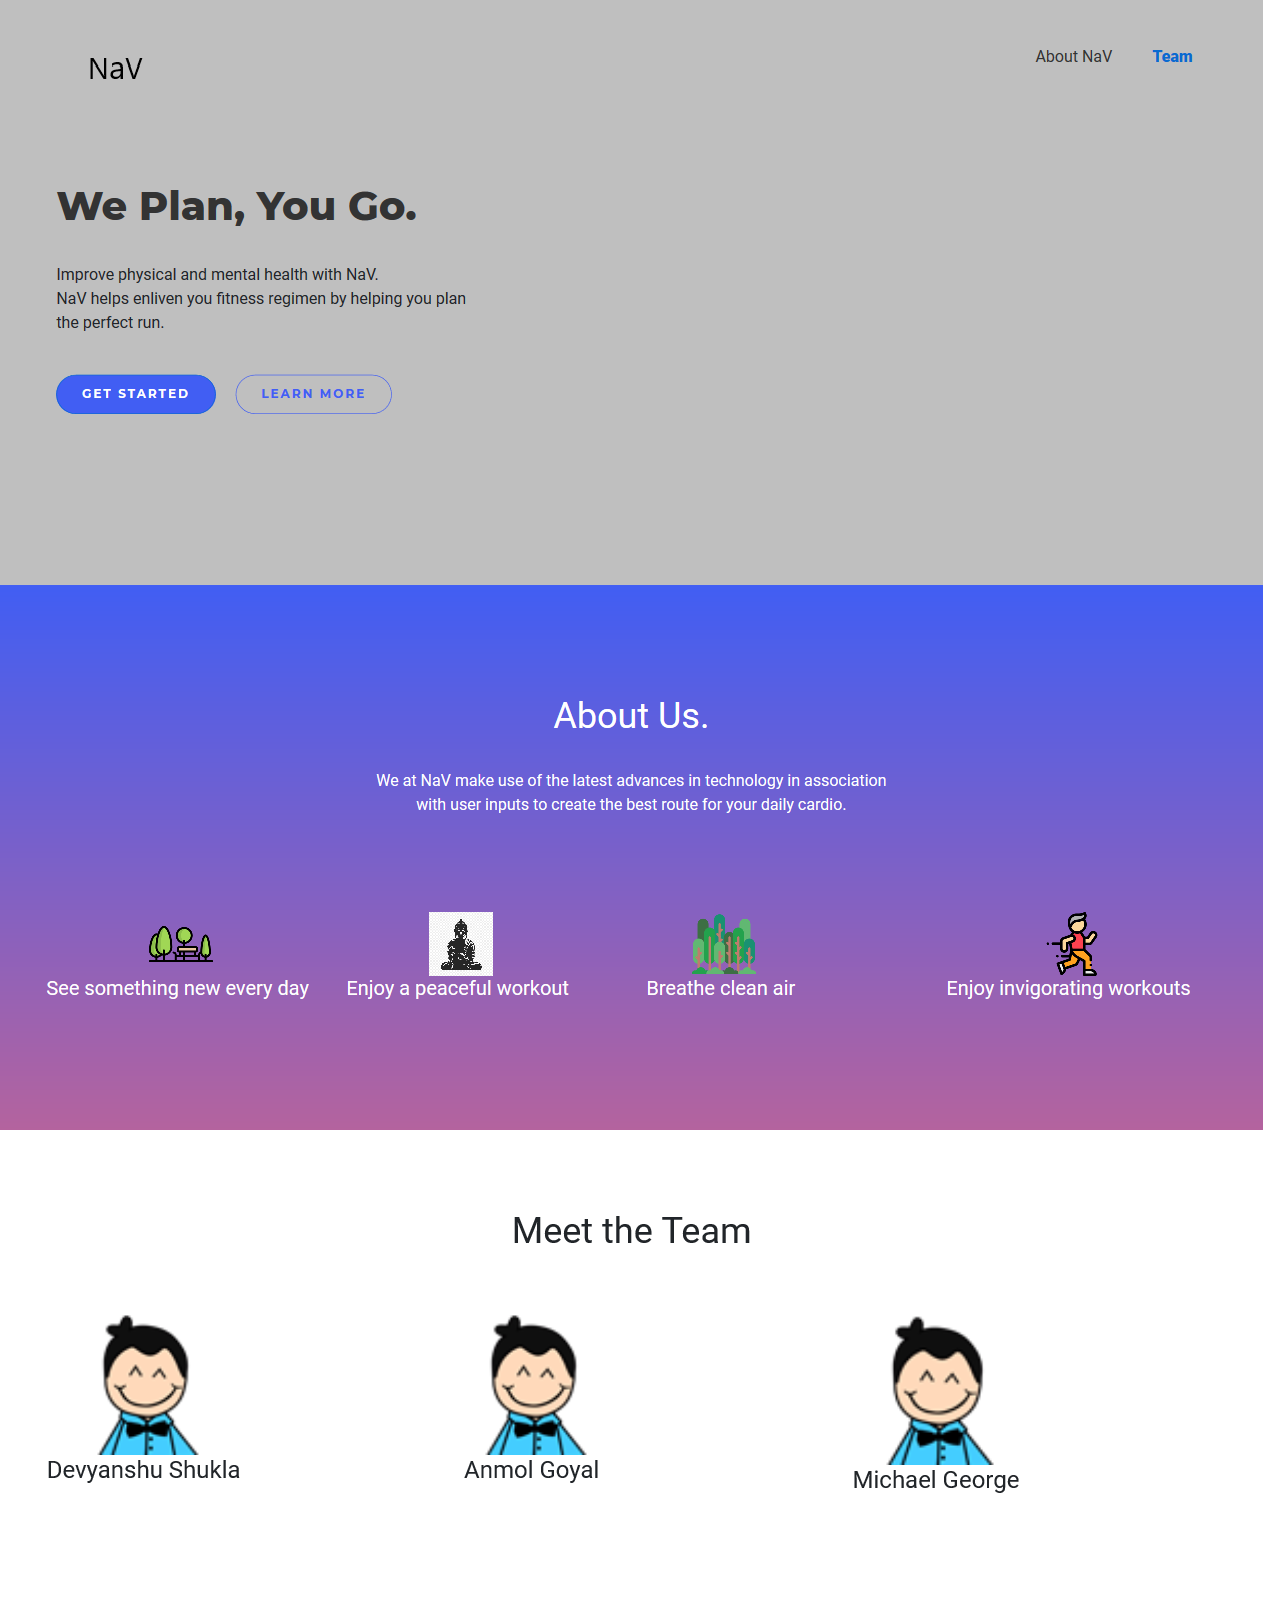 NaV
About NaV
Team
We Plan, You Go.
Improve physical and mental health with NaV.
NaV helps enliven you fitness regimen by helping you plan
the perfect run.
GET STARTED
LEARN MORE
About Us.
We at NaV make use of the latest advances in technology in association
with user inputs to create the best route for your daily cardio.
See something new every day
Enjoy a peaceful workout
Breathe clean air
Enjoy invigorating workouts
Meet the Team
Devyanshu Shukla
Anmol Goyal
Michael George